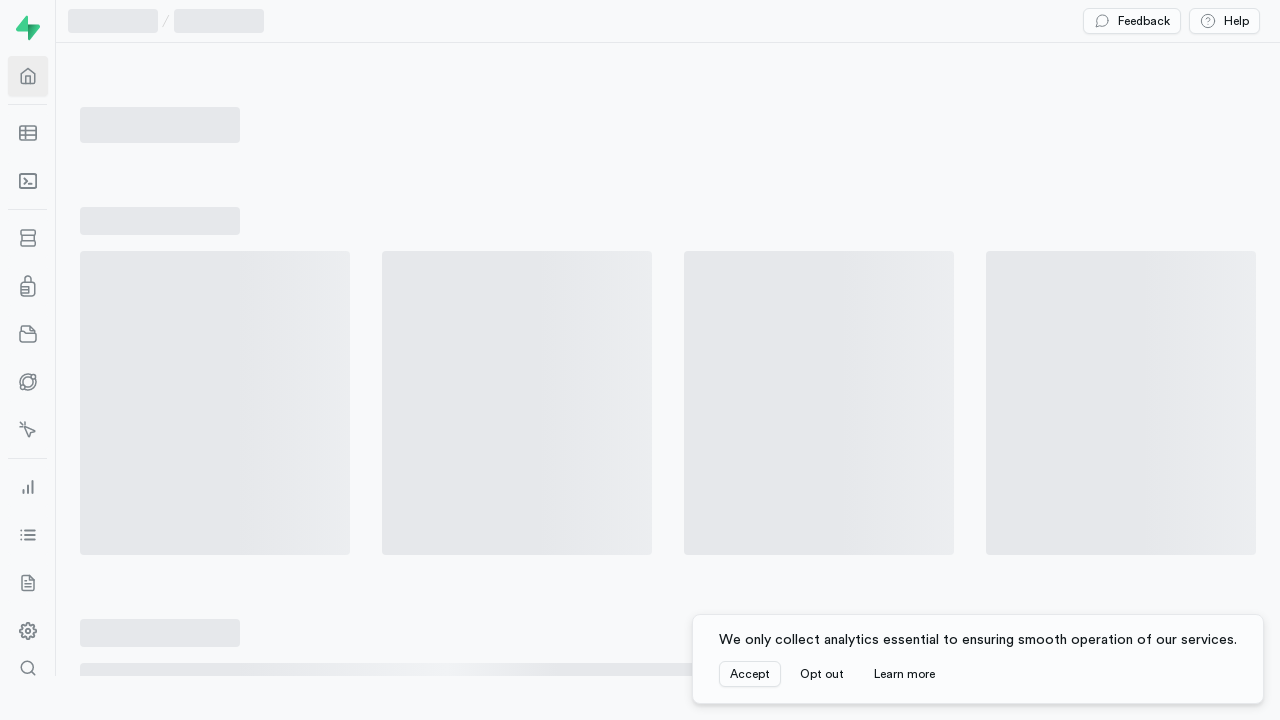 Feedback
Help
We only collect analytics essential to ensuring smooth operation of our services.
Accept
Opt out
Learn more